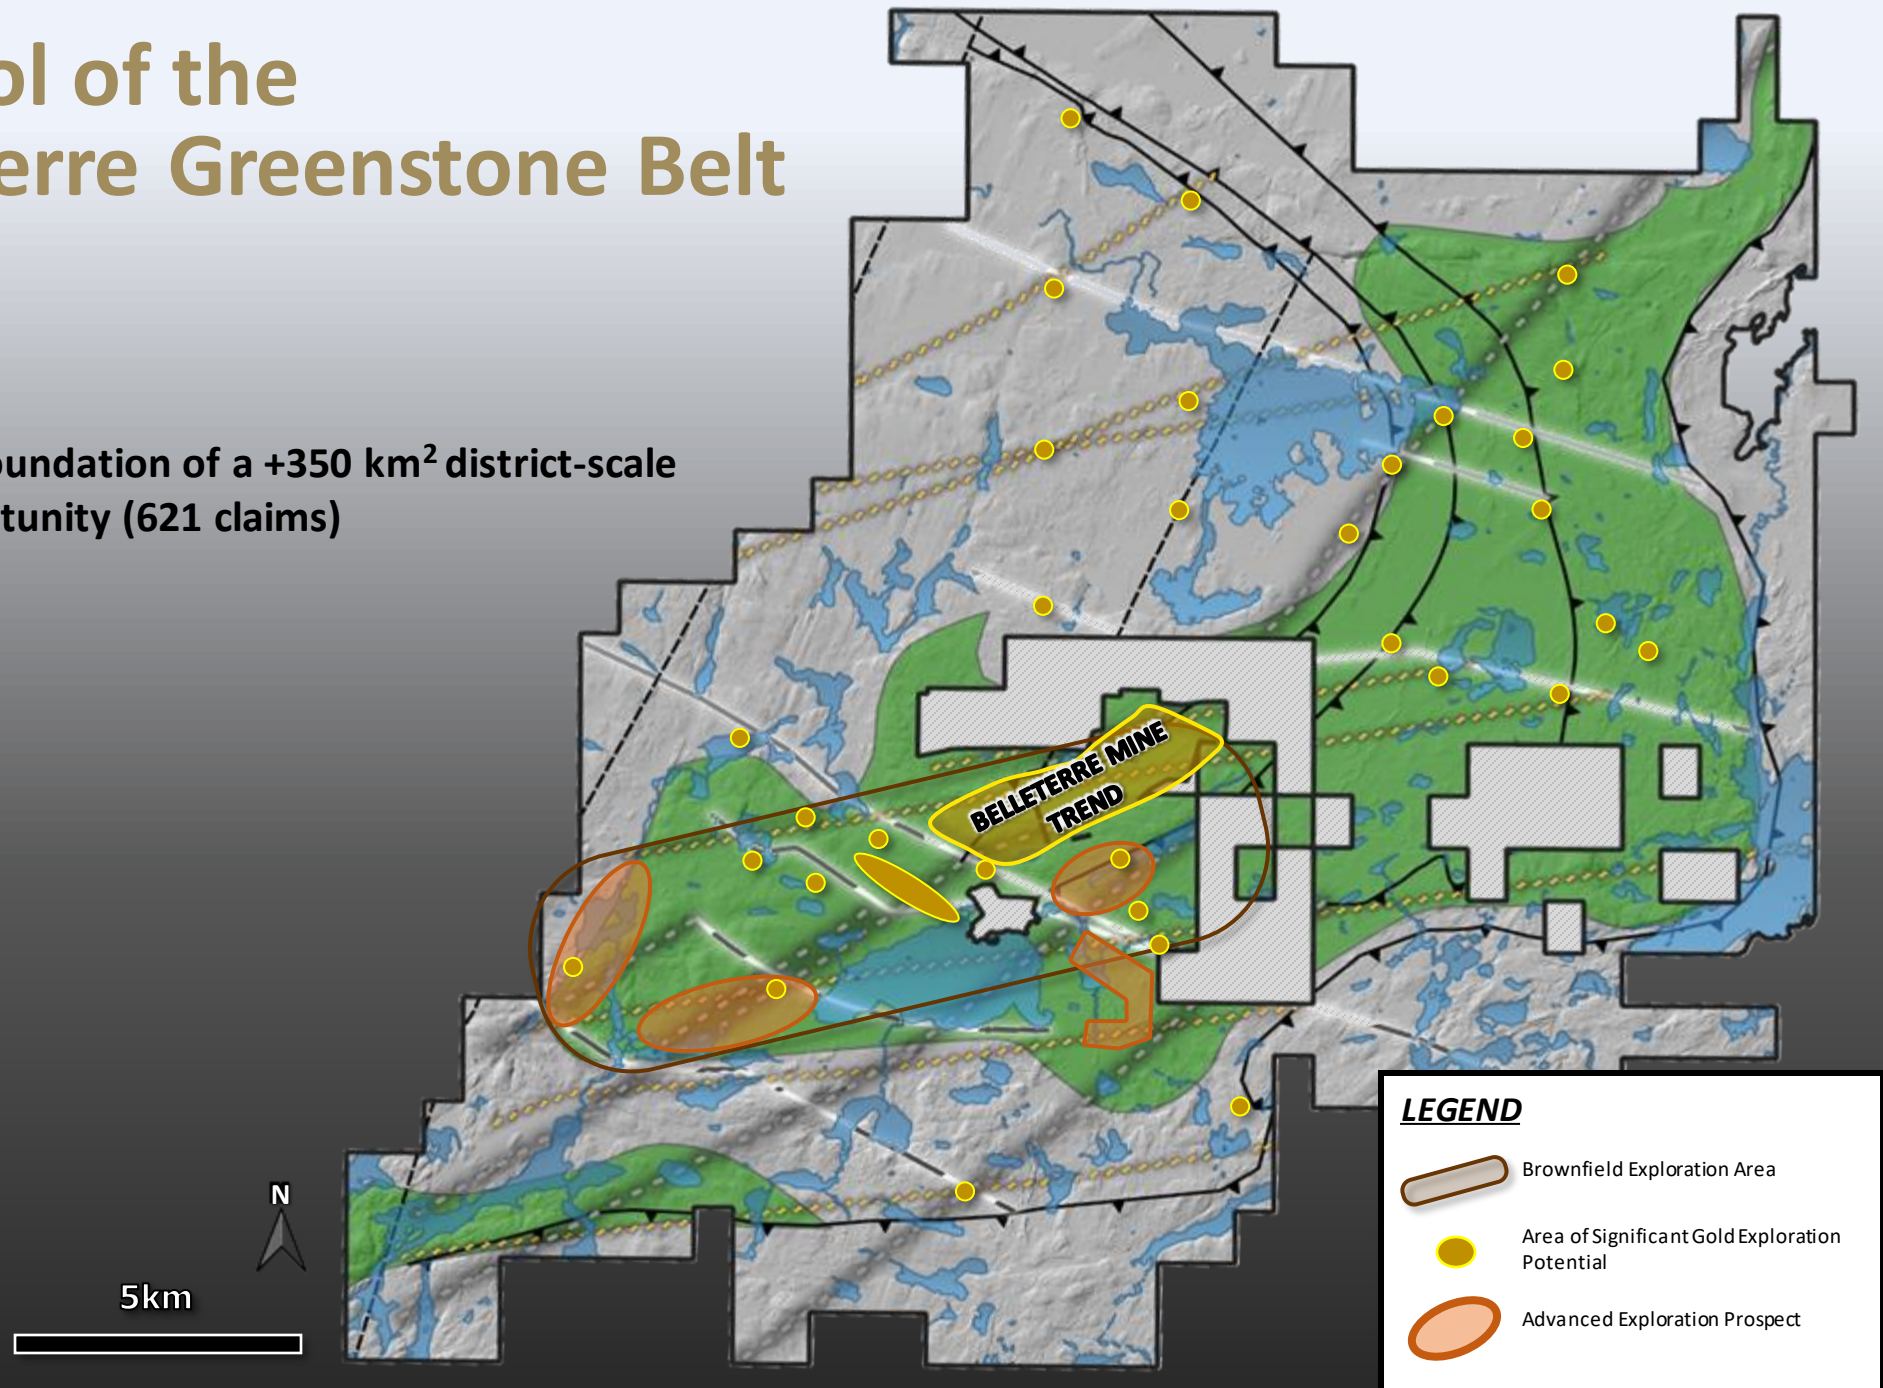 ol of the
erre Greenstone Belt
oundation of a +350 km² district-scale
tunity (621 claims)
BELLETERRE MINE
TREND
N
5km
LEGEND
Brownfield Exploration Area
Area of Significant Gold Exploration
Potential
Advanced Exploration Prospect